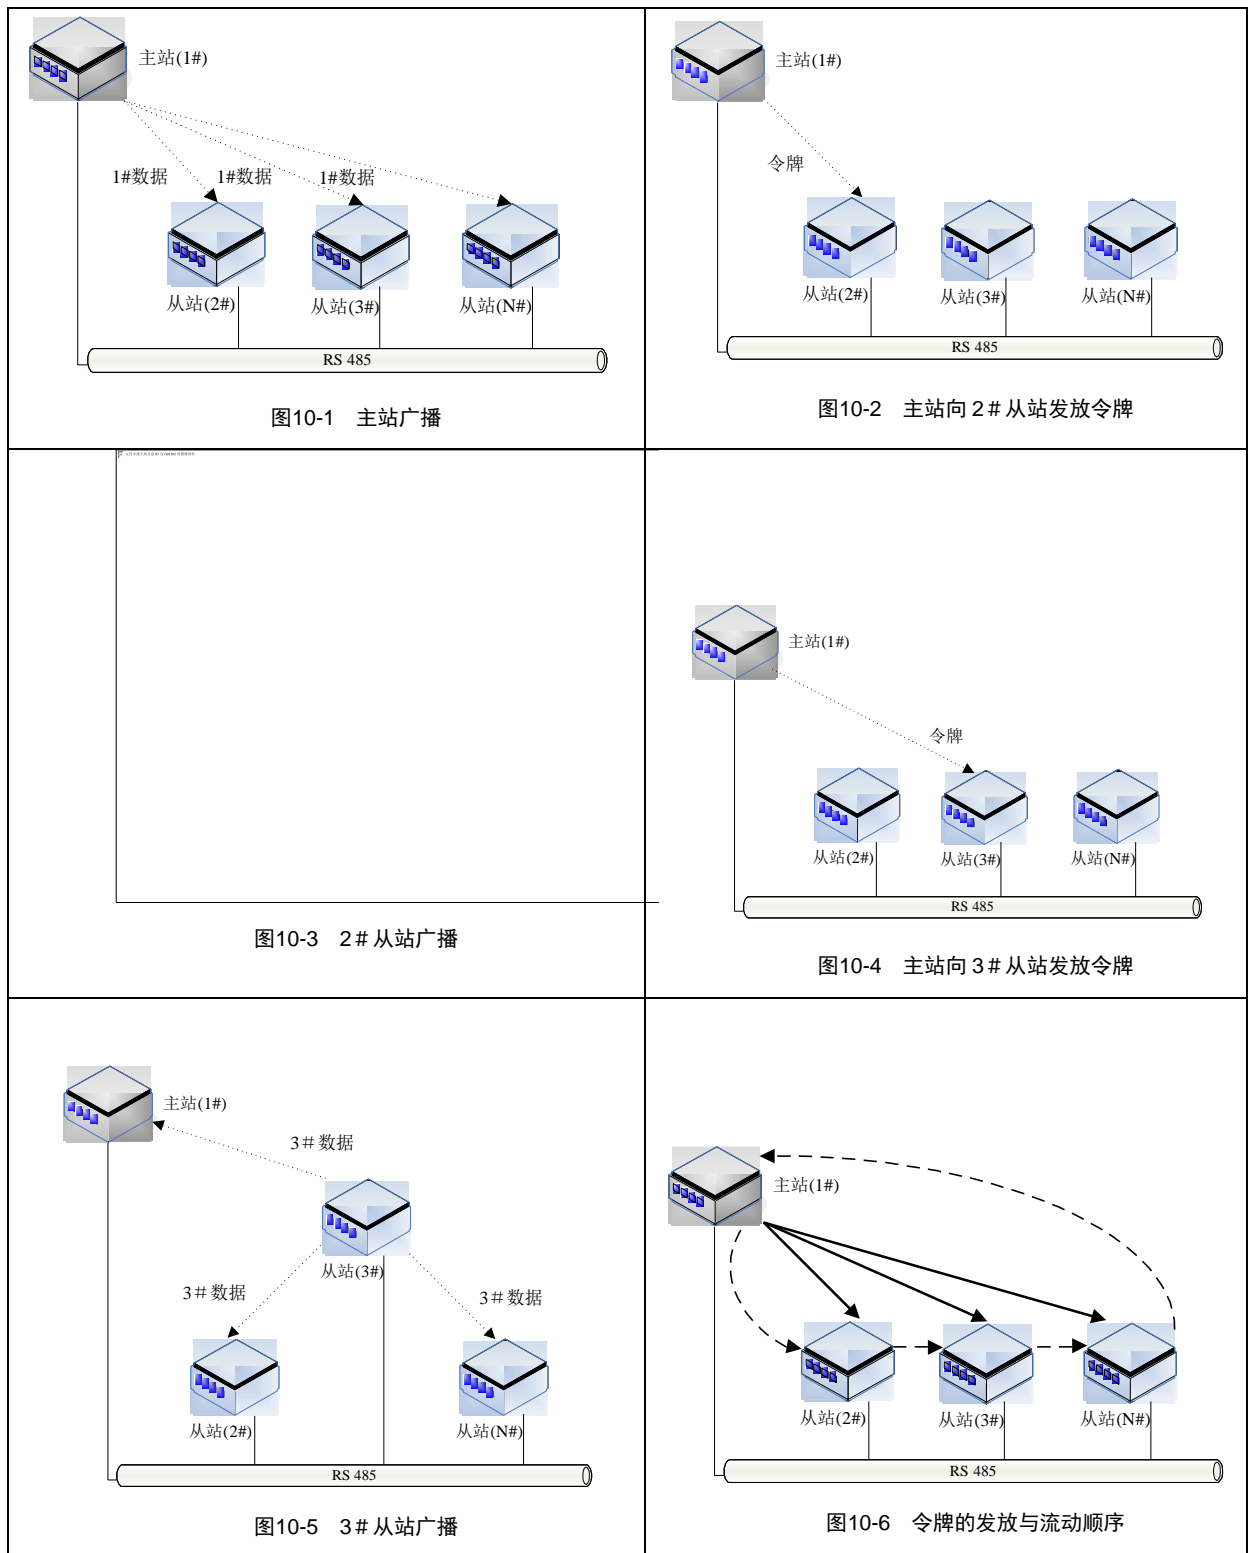 主站(1#)
1#数据
1#数据
1#数据
从站(2#)
从站(3#)
从站(N#)
RS 485
图10-1 主站广播
主站(1#)
令牌
从站(2#)
从站(3#)
从站(N#)
RS 485
图10-2 主站向 2＃从站发放令牌
图10-3 2＃从站广播
主站(1#)
令牌
从站(2#)
从站(3#)
从站(N#)
RS 485
图10-4 主站向 3＃从站发放令牌
主站(1#)
3＃数据
从站(3#)
3＃数据
3＃数据
从站(2#)
从站(N#)
RS 485
图10-5 3＃从站广播
主站(1#)
从站(2#)
从站(3#)
从站(N#)
RS 485
图10-6 令牌的发放与流动顺序